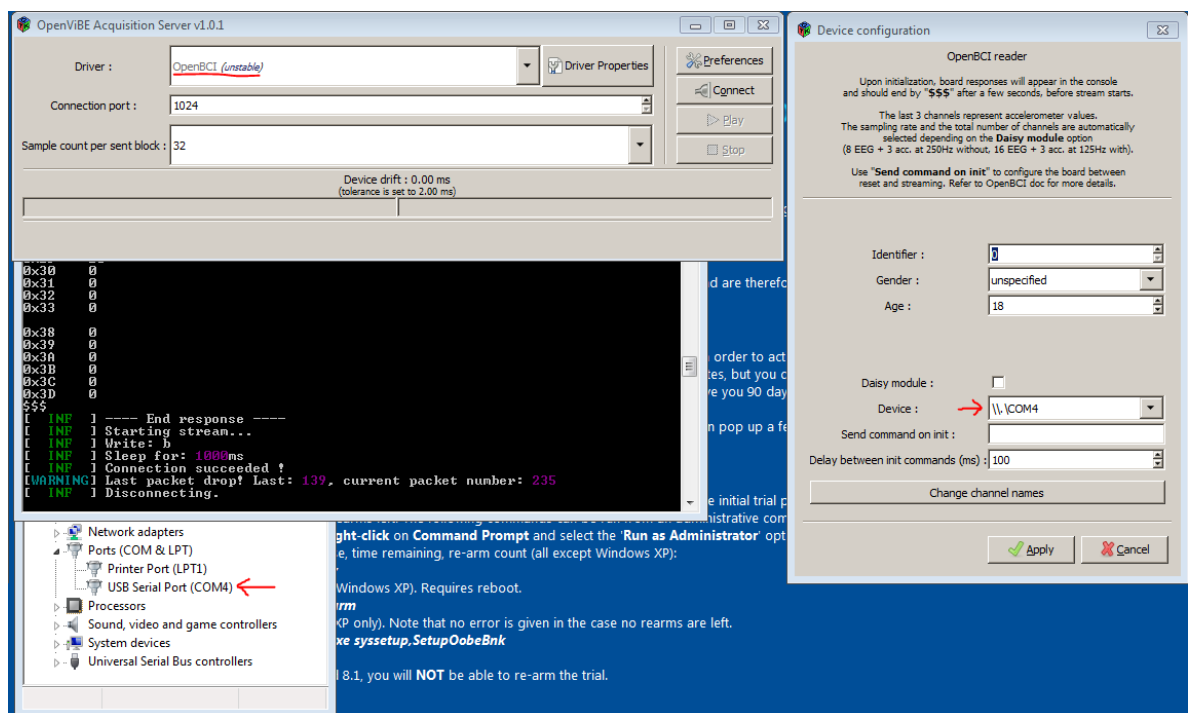 OpenViBE Acquisition Server v1.0.1
Driver :
OpenBCI (unstable)
Driver Properties
Connection port :
1024
Sample count per sent block :
32
Preferences
Connect
Play
Stop
Device drift : 0.00 ms
(tolerance is set to 2.00 ms)
0x30 0
0x31 0
0x32 0
0x33 0
0x38 0
0x39 0
0x3A 0
0x3B 0
0x3C 0
0x3D 0
$$$
[ INF ] ---- End response ----
[ INF ] Starting stream...
[ INF ] Write: b
[ INF ] Sleep for: 1000ms
[ INF ] Connection succeeded !
[WARNING] Last packet drop! Last: 139, current packet number: 235
[ INF ] Disconnecting.
Network adapters
Ports (COM & LPT)
Printer Port (LPT1)
USB Serial Port (COM4)
Processors
Sound, video and game controllers
System devices
Universal Serial Bus controllers
d are therefo
order to act
tes, but you c
ve you 90 day
n pop up a fe
e initial trial p
ght-click on Command Prompt and select the 'Run as Administrator' opt
e, time remaining, re-arm count (all except Windows XP):
Windows XP). Requires reboot.
rm
XP only). Note that no error is given in the case no rearms are left.
xe syssetup,SetupOobeBnk
l 8.1, you will NOT be able to re-arm the trial.
Device configuration
OpenBCI reader
Upon initialization, board responses will appear in the console
and should end by "$$$" after a few seconds, before stream starts.
The last 3 channels represent accelerometer values.
The sampling rate and the total number of channels are automatically
selected depending on the Daisy module option
(8 EEG + 3 acc. at 250Hz without, 16 EEG + 3 acc. at 125Hz with).
Use "Send command on init" to configure the board between
reset and streaming. Refer to OpenBCI doc for more details.
Identifier :
0
Gender :
unspecified
Age :
18
Daisy module :
Device :
\\.\COM4
Send command on init :
Delay between init commands (ms) :
100
Change channel names
Apply
Cancel